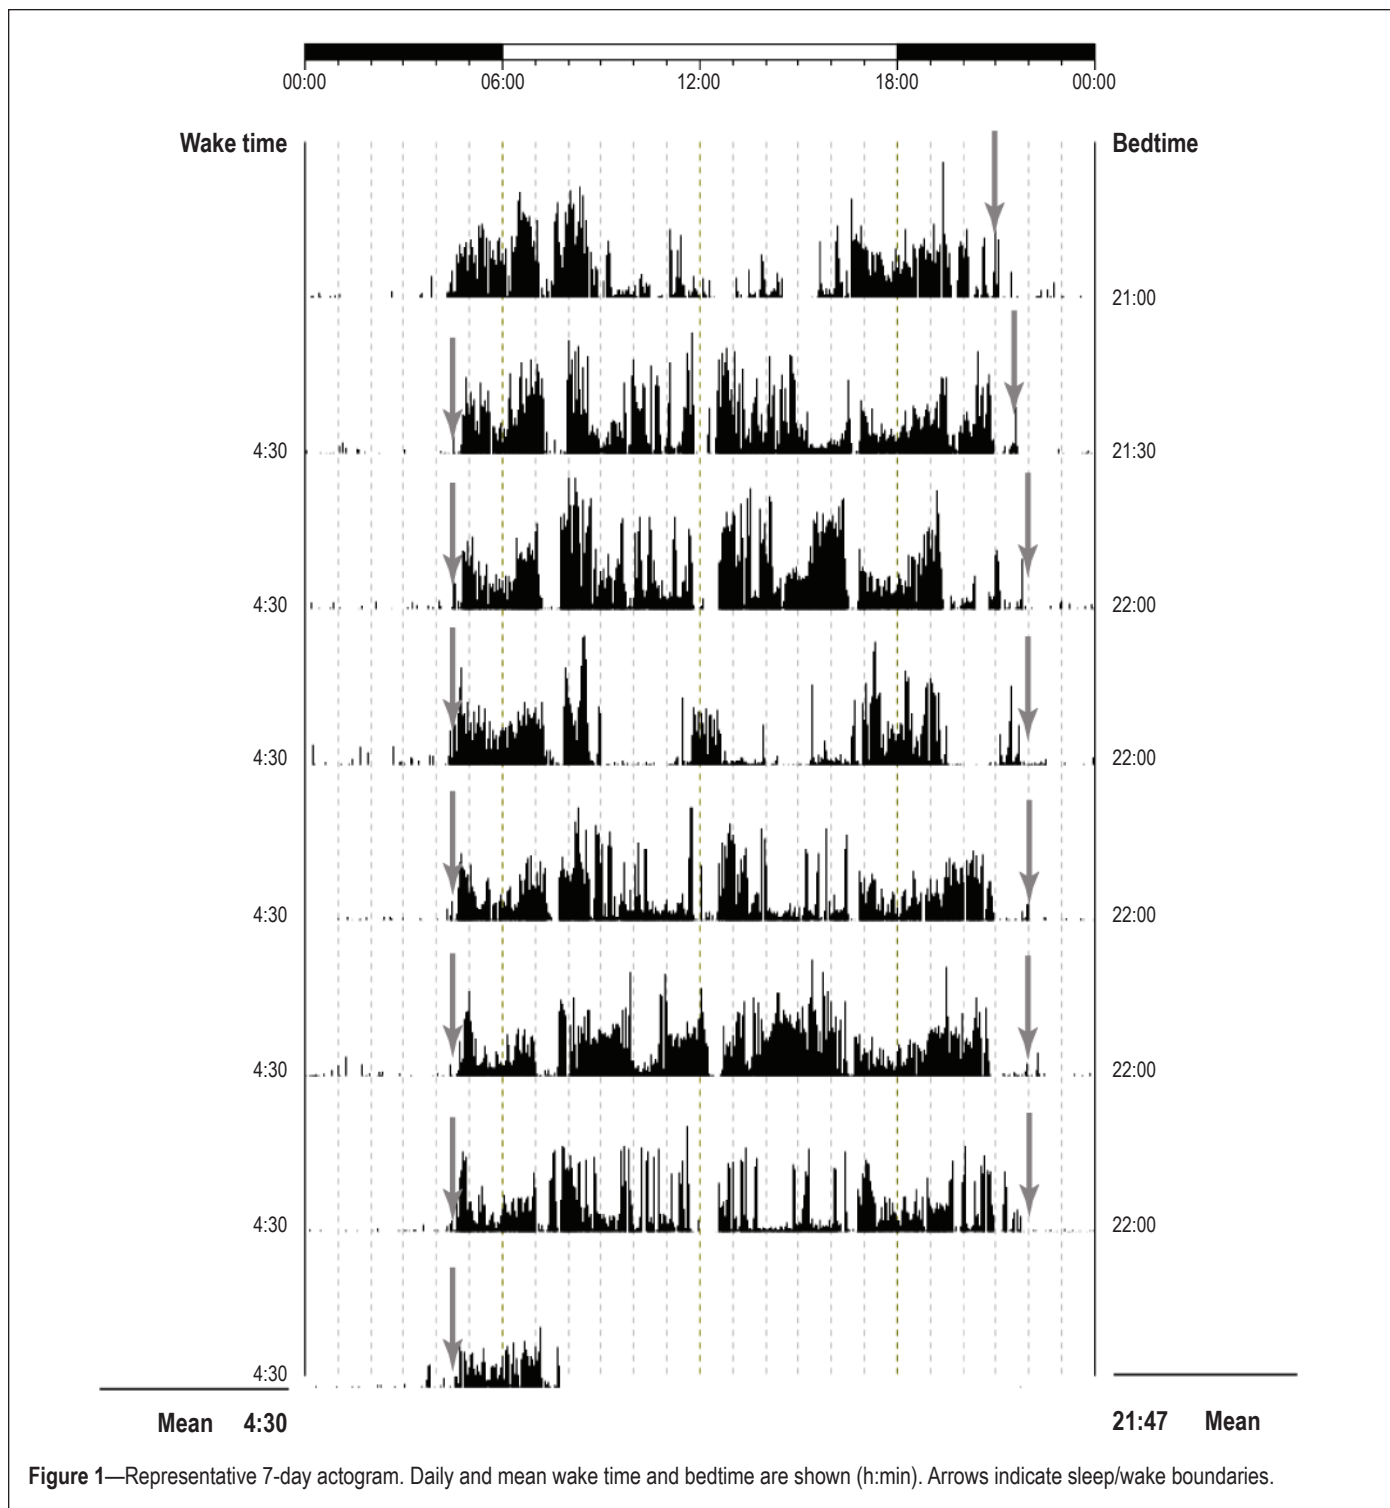 00:00 06:00 12:00 18:00 00:00
Wake time Bedtime
21:00
4:30 21:30
4:30 22:00
4:30 22:00
4:30 22:00
4:30 22:00
4:30 22:00
4:30
Mean 4:30 21:47 Mean
Figure 1—Representative 7-day actogram. Daily and mean wake time and bedtime are shown (h:min). Arrows indicate sleep/wake boundaries.